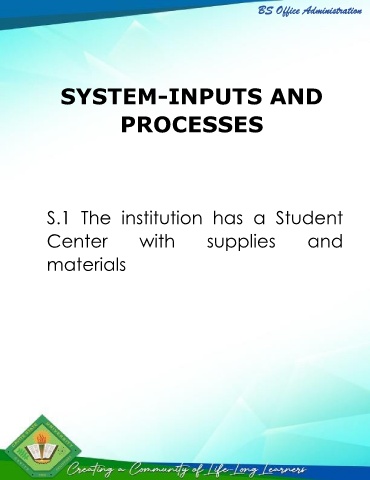 BS Office Administration
SYSTEM-INPUTS AND
PROCESSES
S.1 The institution has a Student
Center with supplies and
materials
Creating a Community of Life-Long Learners